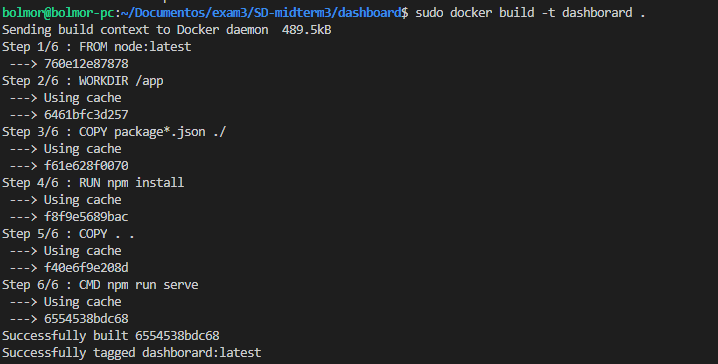 bolmor@bolmor-pc:~/Documentos/exam3/SD-midterm3/dashboard$ sudo docker build -t dashborard .
Sending build context to Docker daemon  489.5kB
Step 1/6 : FROM node:latest
 ---> 760e12e87878
Step 2/6 : WORKDIR /app
 ---> Using cache
 ---> 6461bfc3d257
Step 3/6 : COPY package*.json ./
 ---> Using cache
 ---> f61e628f0070
Step 4/6 : RUN npm install
 ---> Using cache
 ---> f8f9e5689bac
Step 5/6 : COPY . .
 ---> Using cache
 ---> f40e6f9e208d
Step 6/6 : CMD npm run serve
 ---> Using cache
 ---> 6554538bdc68
Successfully built 6554538bdc68
Successfully tagged dashborard:latest